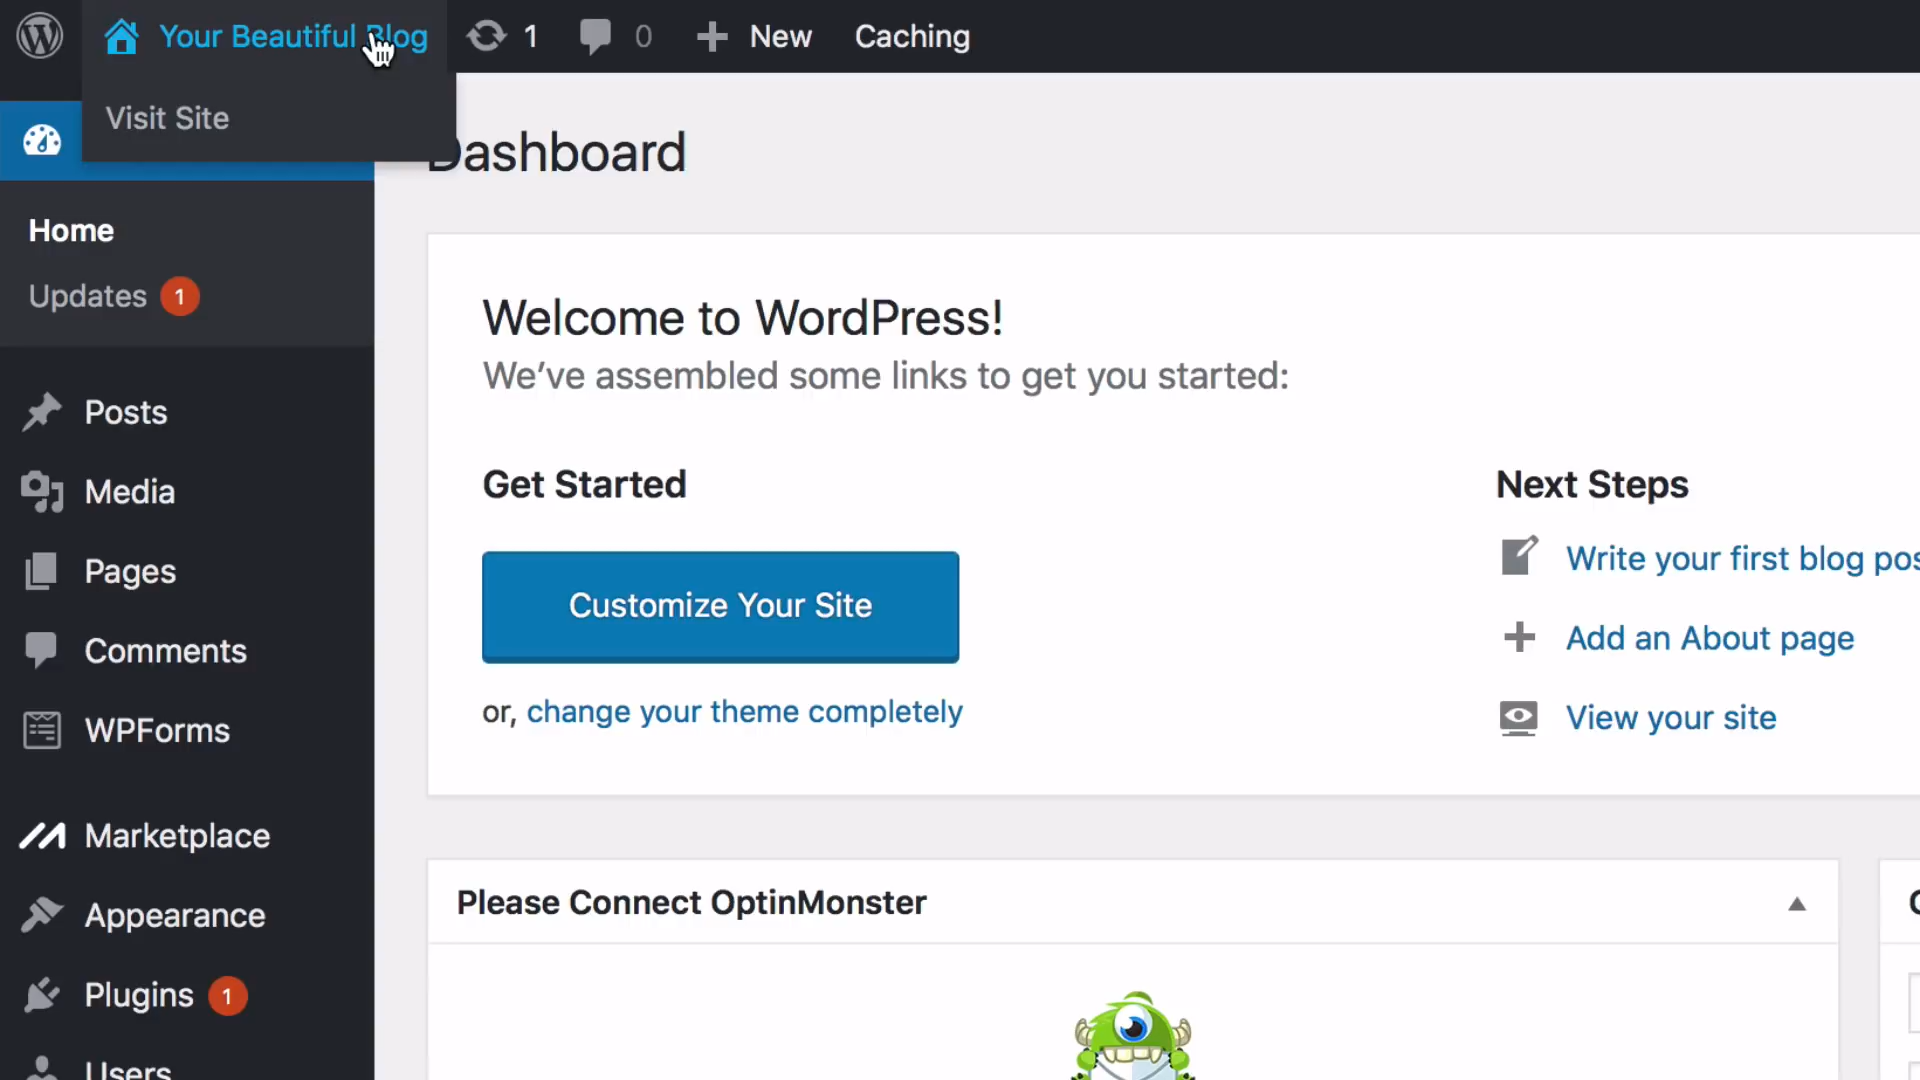 Your Beautiful Blog 1 0 New Caching
Visit Site
Dashboard
Home
Updates 1
Posts
Media
Pages
Comments
WPForms
Marketplace
Appearance
Plugins 1
Users
Welcome to WordPress!
We've assembled some links to get you started:
Get Started
Customize Your Site
or, change your theme completely
Next Steps
Write your first blog pos
Add an About page
View your site
Please Connect OptinMonster